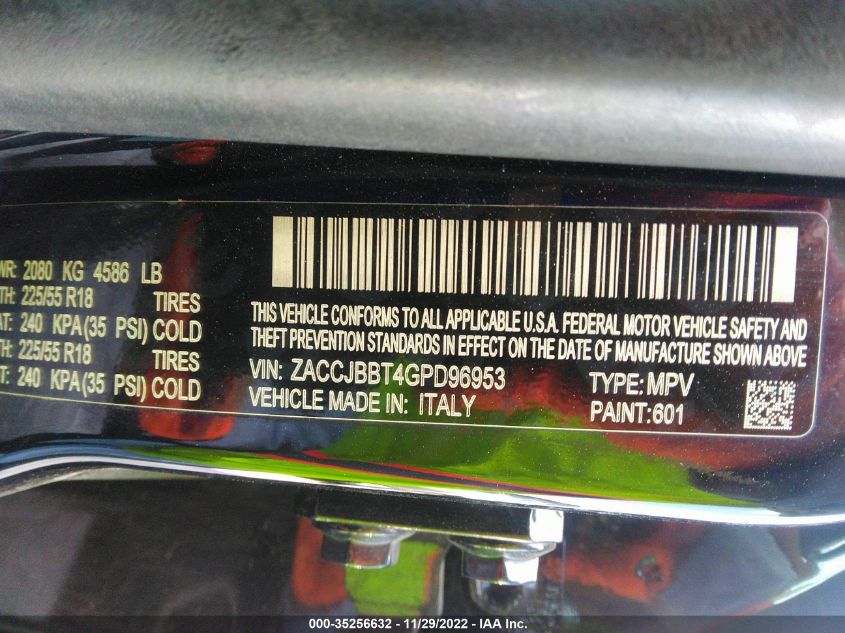 WR: 2080 KG 4586 LB
TH: 225/55 R18 TIRES
AT: 240 KPA(35 PSI) COLD
TH: 225/55 R18 TIRES
AT: 240 KPA(35 PSI) COLD
THIS VEHICLE CONFORMS TO ALL APPLICABLE U.S.A. FEDERAL MOTOR VEHICLE SAFETY AND
THEFT PREVENTION STANDARDS IN EFFECT ON THE DATE OF MANUFACTURE SHOWN ABOVE
VIN: ZACCJBBT4GPD96953 TYPE: MPV
VEHICLE MADE IN: ITALY PAINT:601
000-35256632 - 11/29/2022 - IAA Inc.